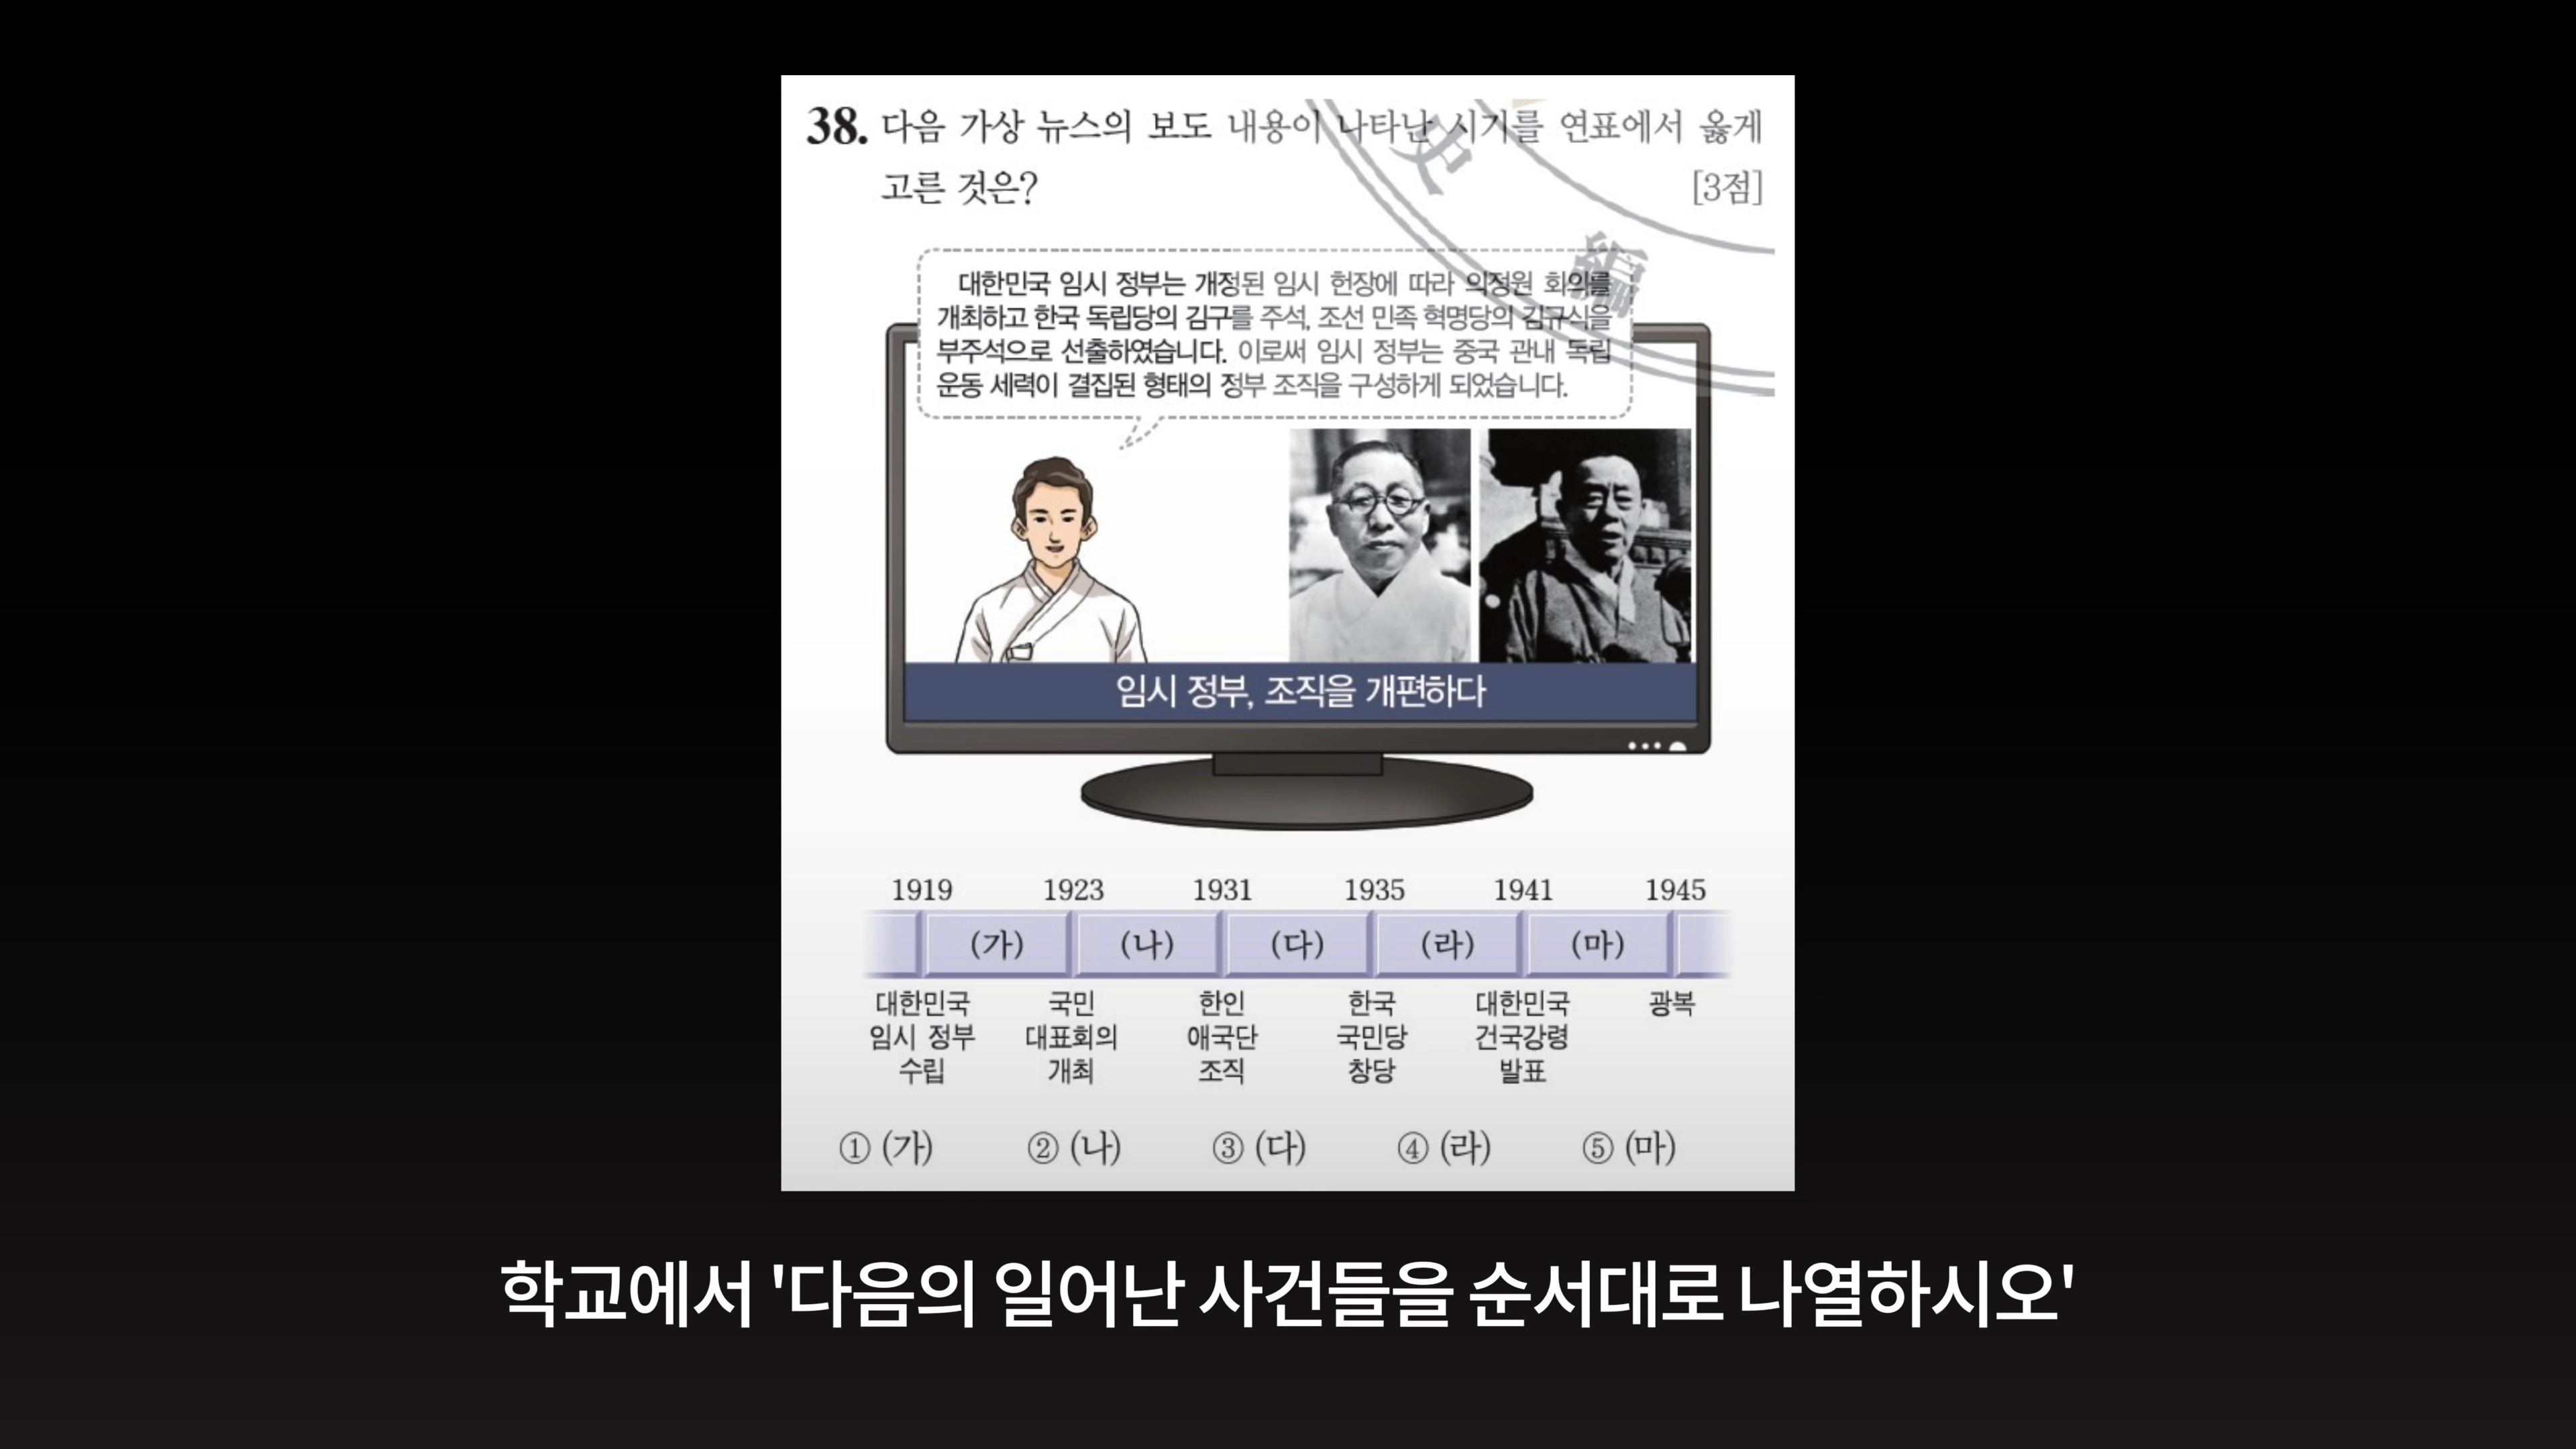 38. 다음 가상 뉴스의 보도 내용이 나타난 시기를 연표에서 옳게
고른 것은? [3점]
史
編
대한민국 임시 정부는 개정된 임시 헌장에 따라 의정원 회의를
개최하고 한국 독립당의 김구를 주석, 조선 민족 혁명당의 김규식을
부주석으로 선출하였습니다. 이로써 임시 정부는 중국 관내 독립
운동 세력이 결집된 형태의 정부 조직을 구성하게 되었습니다.
임시 정부, 조직을 개편하다
1919 1923 1931 1935 1941 1945
(가) (나) (다) (라) (마)
대한민국 국민 한인 한국 대한민국 광복
임시 정부 대표회의 애국단 국민당 건국강령
수립 개최 조직 창당 발표
① (가) ② (나) ③ (다) ④ (라) ⑤ (마)
학교에서 '다음의 일어난 사건들을 순서대로 나열하시오'